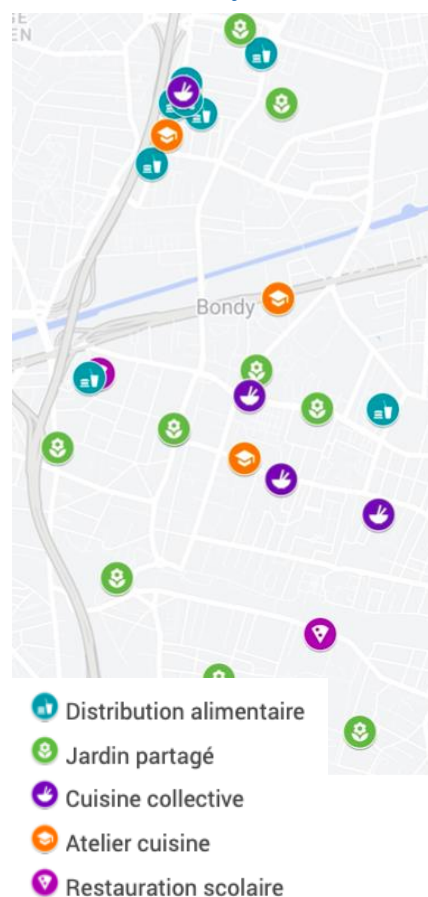 Bondy
Distribution alimentaire
Jardin partagé
Cuisine collective
Atelier cuisine
Restauration scolaire